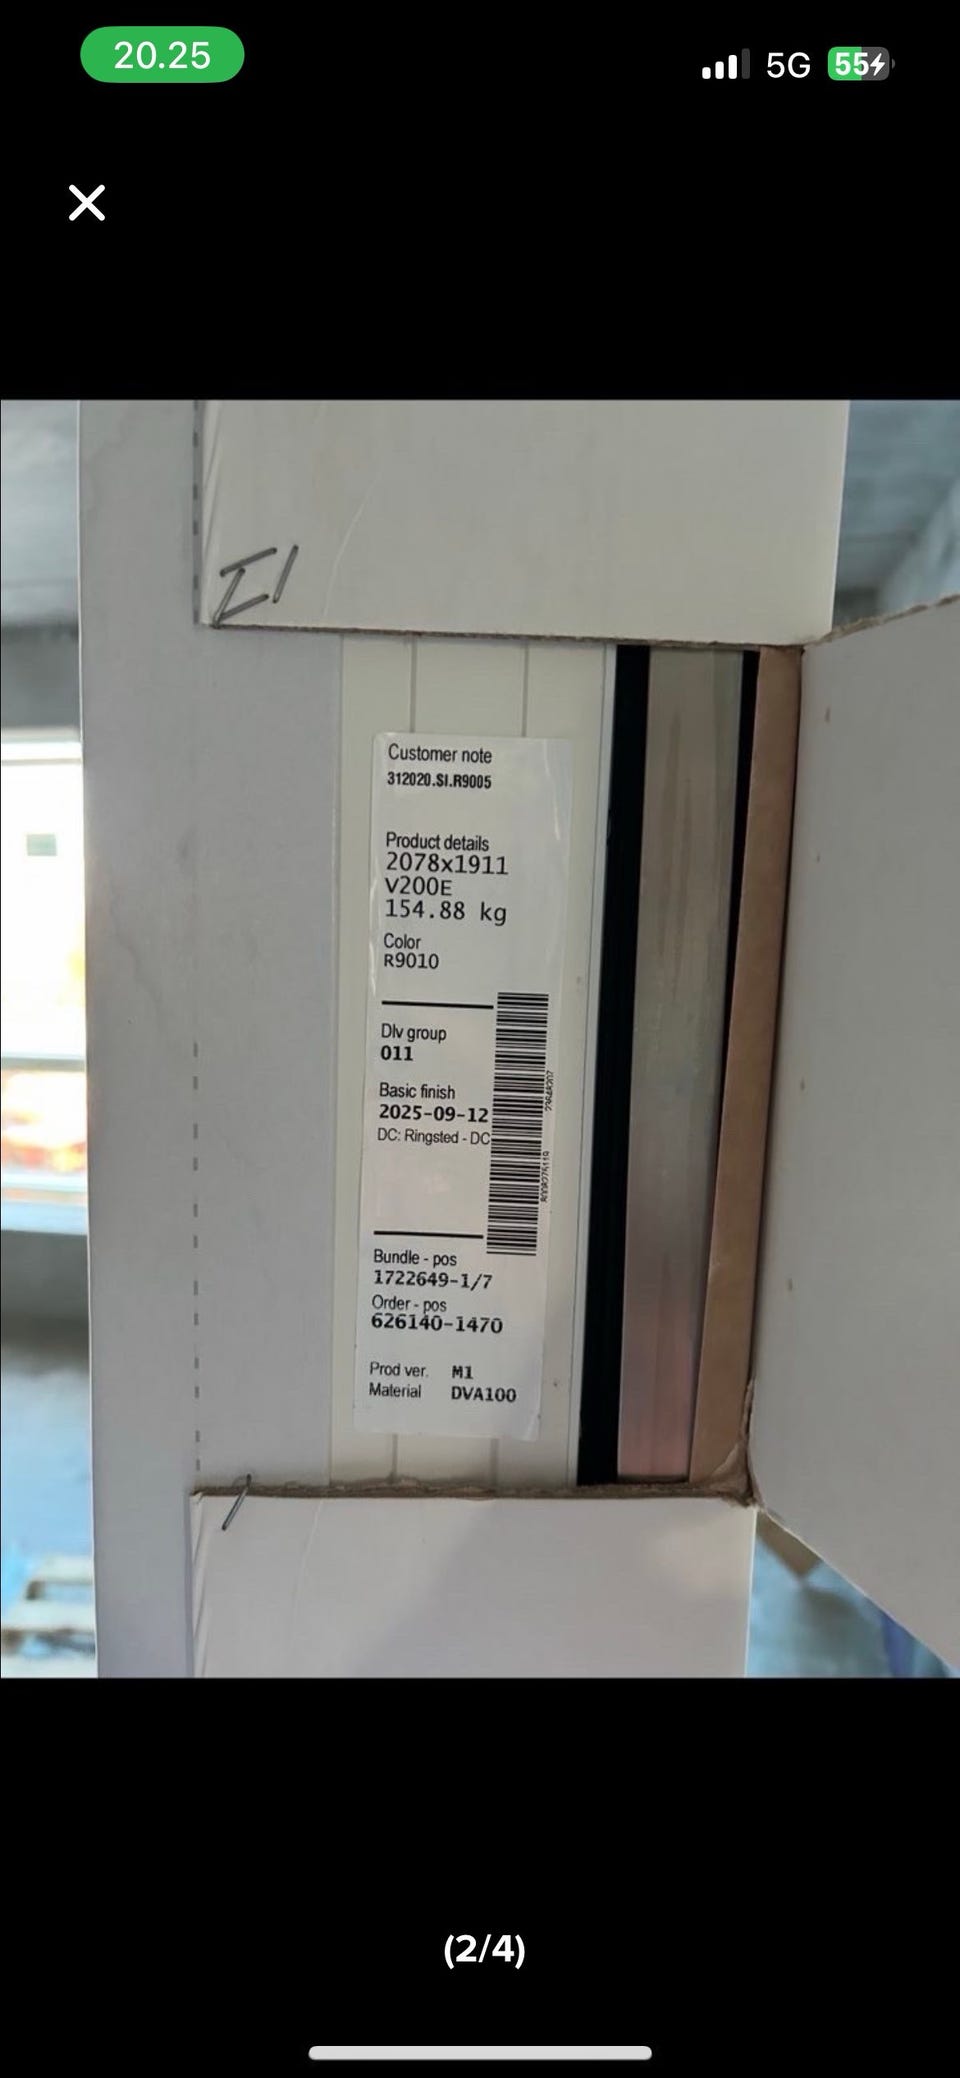 20.25
5G
55
Customer note
312020.SI.R9005
Product details
2078x1911
V200E
154.88 kg
Color
R9010
Dlv group
011
Basic finish
2025-09-12
DC: Ringsted - DC
Bundle - pos
1722649-1/7
Order - pos
626140-1470
Prod ver. M1
Material DVA100
(2/4)